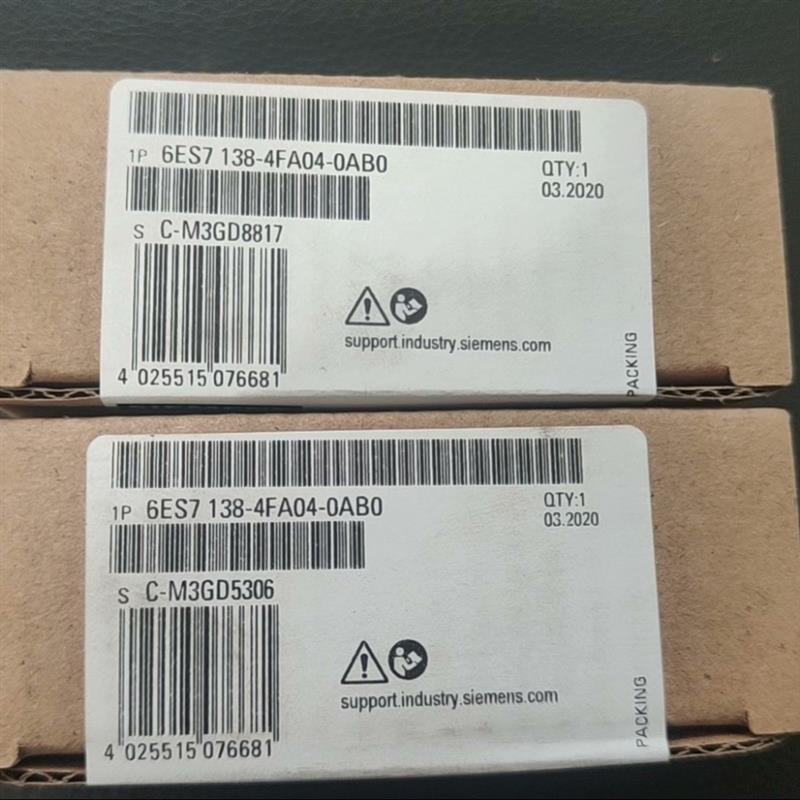 1P 6ES7 138-4FA04-0AB0
QTY:1
03.2020
S C-M3GD8817
support.industry.siemens.com
4 025515 076681
PACKING
1P 6ES7 138-4FA04-0AB0
QTY:1
03.2020
S C-M3GD5306
support.industry.siemens.com
4 025515 076681
PACKING